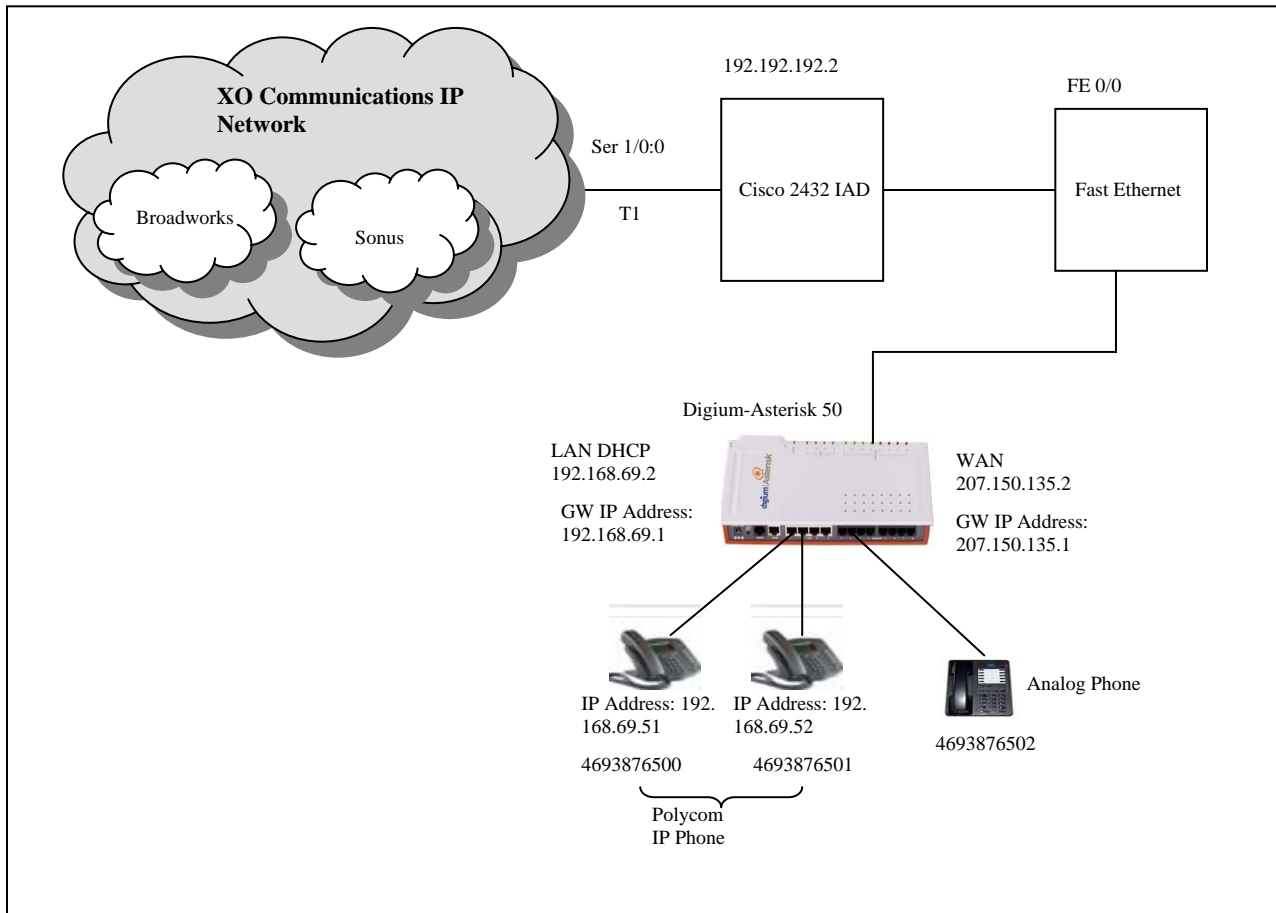 XO Communications IP
Network
Broadworks
Sonus
Ser 1/0:0
T1
192.192.192.2
Cisco 2432 IAD
FE 0/0
Fast Ethernet
Digium-Asterisk 50
LAN DHCP
192.168.69.2
GW IP Address:
192.168.69.1
digium Asterisk
WAN
207.150.135.2
GW IP Address:
207.150.135.1
IP Address: 192.
168.69.51
4693876500
IP Address: 192.
168.69.52
4693876501
Polycom
IP Phone
Analog Phone
4693876502